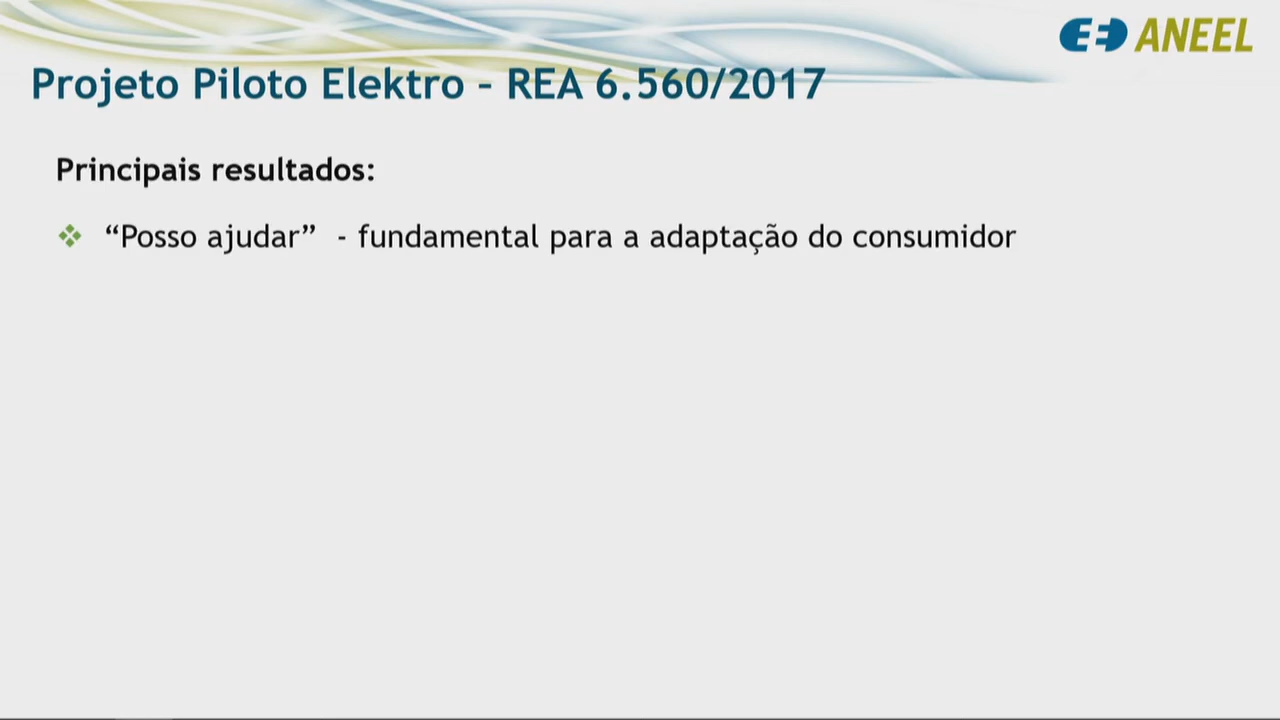 ANEEL
Projeto Piloto Elektro – REA 6.560/2017
Principais resultados:
❖ “Posso ajudar” - fundamental para a adaptação do consumidor